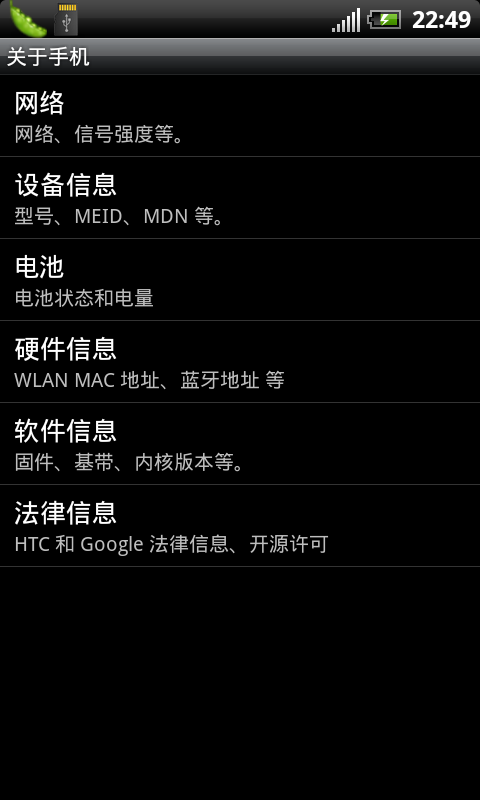 22:49
关于手机
网络
网络、信号强度等。
设备信息
型号、MEID、MDN 等。
电池
电池状态和电量
硬件信息
WLAN MAC 地址、蓝牙地址 等
软件信息
固件、基带、内核版本等。
法律信息
HTC 和 Google 法律信息、开源许可